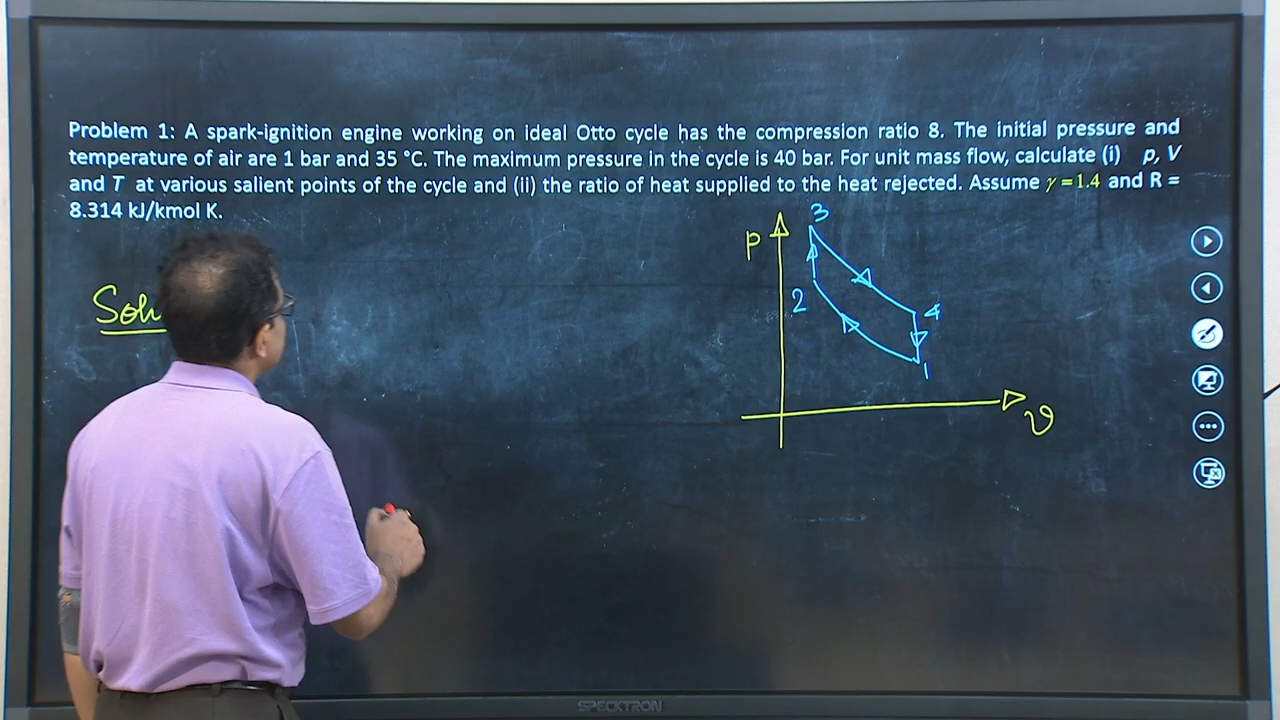 Problem 1: A spark-ignition engine working on ideal Otto cycle has the compression ratio 8. The initial pressure and
temperature of air are 1 bar and 35 °C. The maximum pressure in the cycle is 40 bar. For unit mass flow, calculate (i) p, V
and T at various salient points of the cycle and (ii) the ratio of heat supplied to the heat rejected. Assume γ = 1.4 and R =
8.314 kJ/kmol K.
3
p
2
4
1
v
SPECKTRON